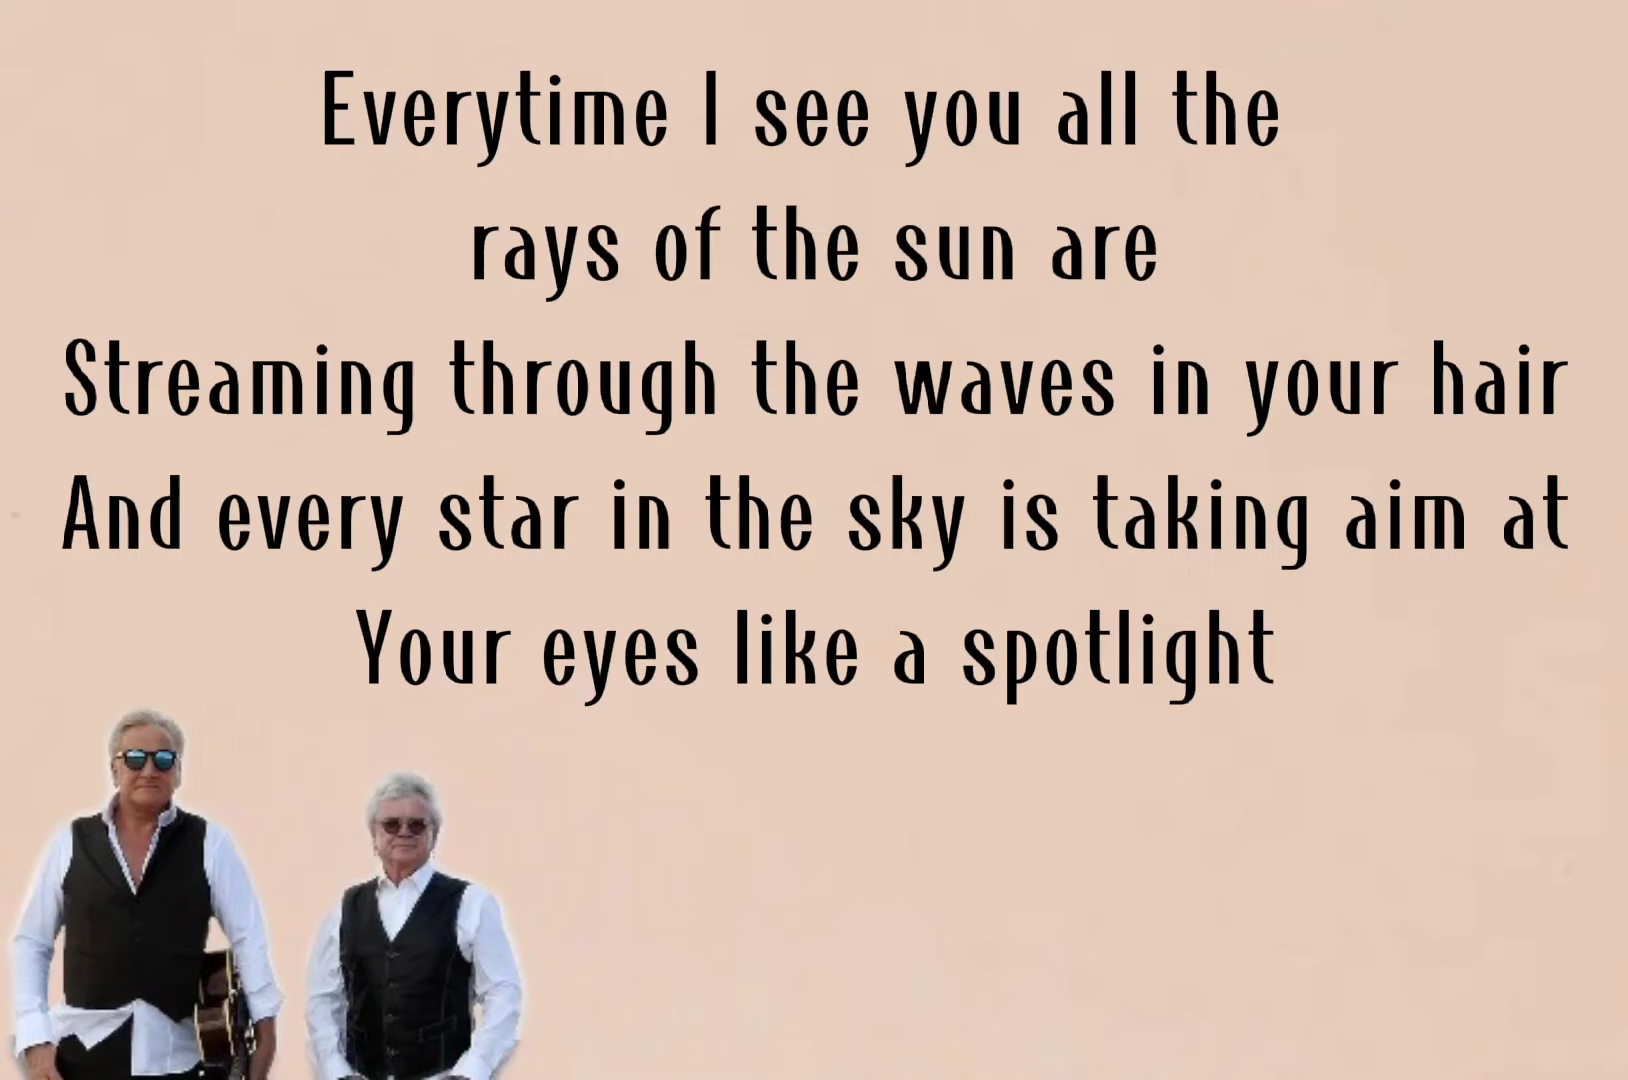 Everytime I see you all the
rays of the sun are
Streaming through the waves in your hair
And every star in the sky is taking aim at
Your eyes like a spotlight